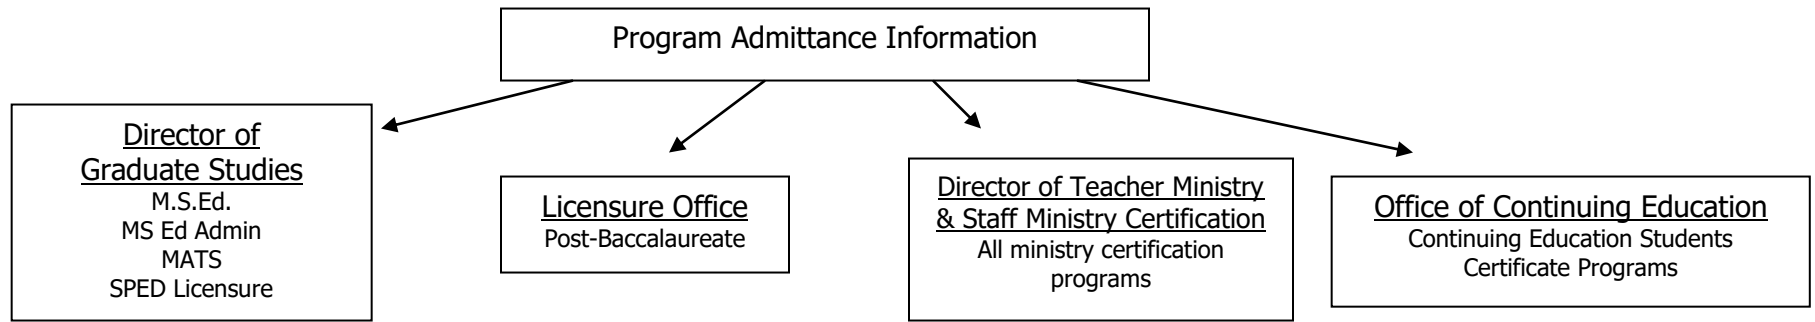 Program Admittance Information
Director of
Graduate Studies
M.S.Ed.
MS Ed Admin
MATS
SPED Licensure
Licensure Office
Post-Baccalaureate
Director of Teacher Ministry
& Staff Ministry Certification
All ministry certification
programs
Office of Continuing Education
Continuing Education Students
Certificate Programs